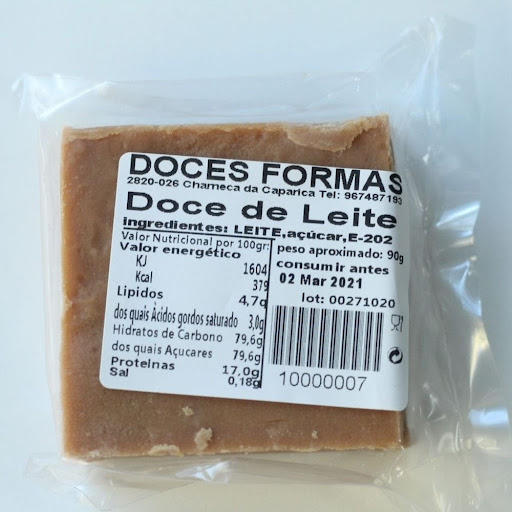 DOCES FORMAS
2820-026 Charneca da Caparica Tel: 967487193
Doce de Leite
ingredientes: LEITE,açúcar,E-202
Valor Nutricional por 100gr:
Valor energético
KJ 1604
Kcal 379
Lipidos 4,7g
dos quais Àcidos gordos saturado 3,0g
Hidratos de Carbono 79,6g
dos quais Açucares 79,6g
Proteinas 17,0g
Sal 0,18g
peso aproximado: 90g
consumir antes
02 Mar 2021
lot: 00271020
10000007